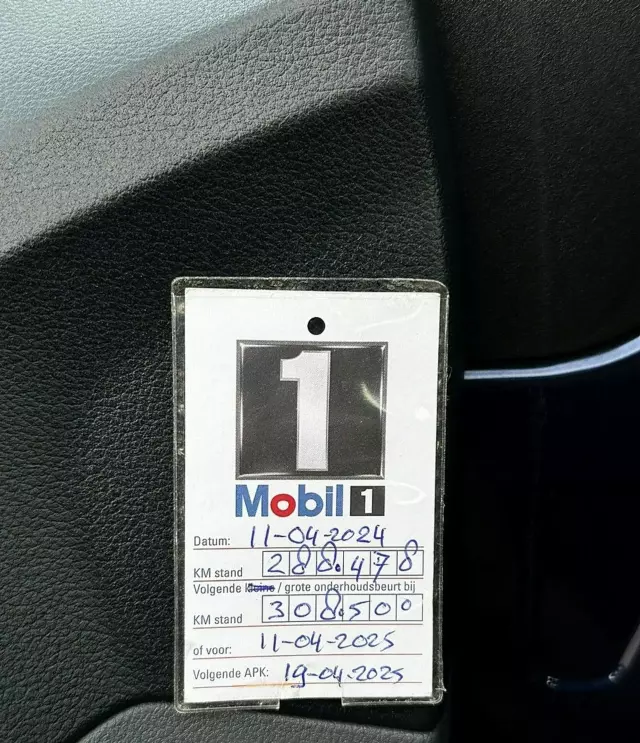 1
Mobil 1
Datum: 11-04-2024
KM stand 288.478
Volgende kleine / grote onderhoudsbeurt bij
KM stand 308.500
of voor: 11-04-2025
Volgende APK: 19-04-2025